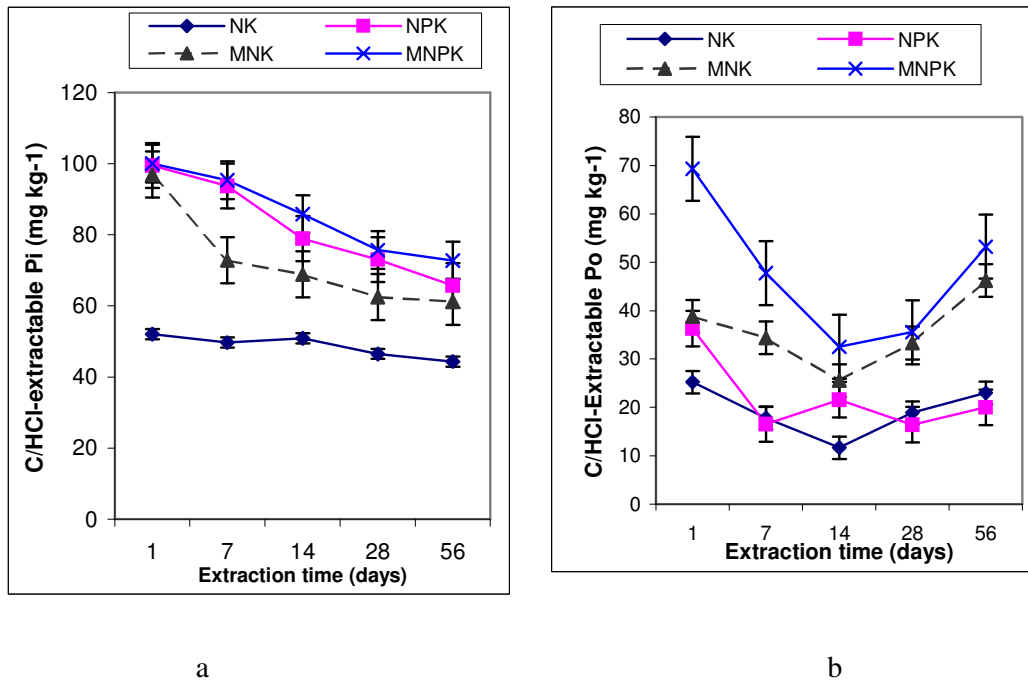 NK NPK
MNK MNPK
120
100
80
60
40
20
0
C/HCl-extractable Pi (mg kg-1)
1 7 14 28 56
Extraction time (days)
a
NK NPK
MNK MNPK
80
70
60
50
40
30
20
10
0
C/HCl-Extractable Po (mg kg-1)
1 7 14 28 56
Extraction time (days)
b